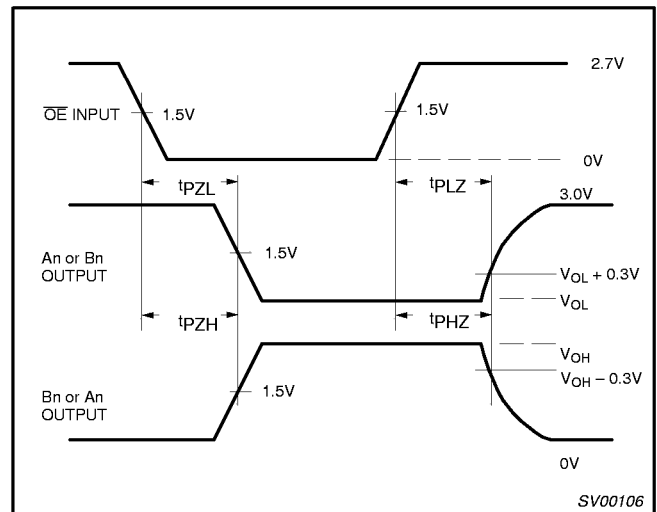 2.7V
OE INPUT
1.5V
1.5V
0V
tPZL
tPLZ
3.0V
An or Bn
OUTPUT
1.5V
VOL + 0.3V
VOL
tPZH
tPHZ
VOH
VOH – 0.3V
Bn or An
OUTPUT
1.5V
0V
SV00106